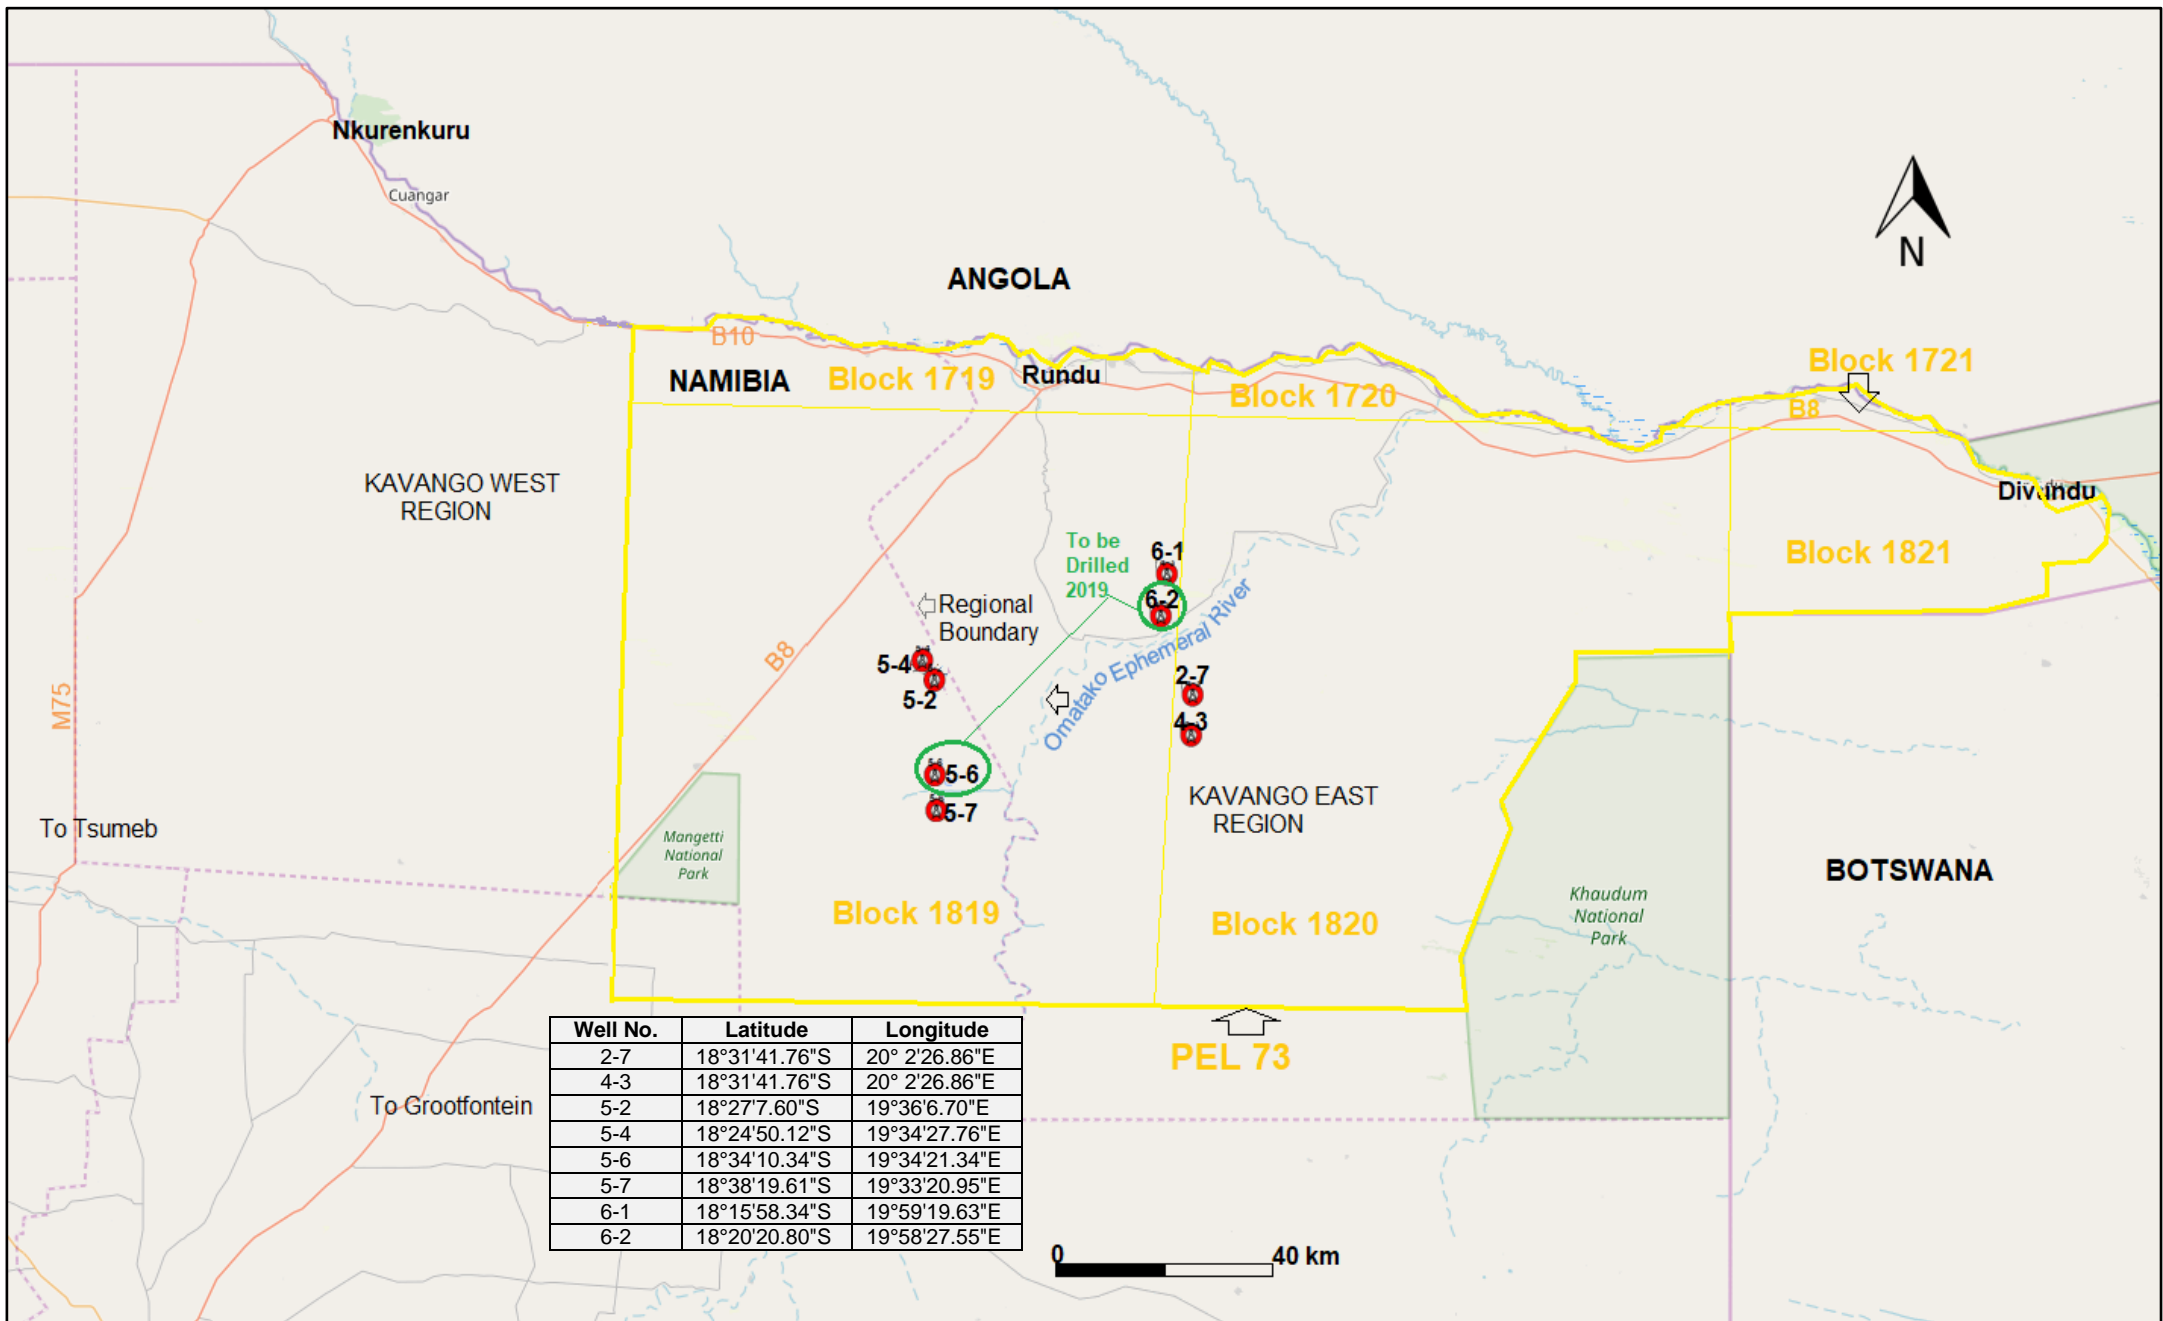 Nkurenkuru
Cuangar
ANGOLA
N
B10
NAMIBIA
Block 1719
Rundu
Block 1720
Block 1721
B8
KAVANGO WEST
REGION
Divundu
Block 1821
To be
Drilled
2019
6-1
6-2
Regional
Boundary
Omatako Ephemeral River
B8
5-4
5-2
2-7
4-3
M75
5-6
5-7
KAVANGO EAST
REGION
To Tsumeb
Mangetti
National
Park
BOTSWANA
Khaudum
National
Park
Block 1819
Block 1820
PEL 73
Well No. Latitude Longitude
2-7 18°31'41.76"S 20° 2'26.86"E
4-3 18°31'41.76"S 20° 2'26.86"E
5-2 18°27'7.60"S 19°36'6.70"E
5-4 18°24'50.12"S 19°34'27.76"E
5-6 18°34'10.34"S 19°34'21.34"E
5-7 18°38'19.61"S 19°33'20.95"E
6-1 18°15'58.34"S 19°59'19.63"E
6-2 18°20'20.80"S 19°58'27.55"E
To Grootfontein
0 40 km